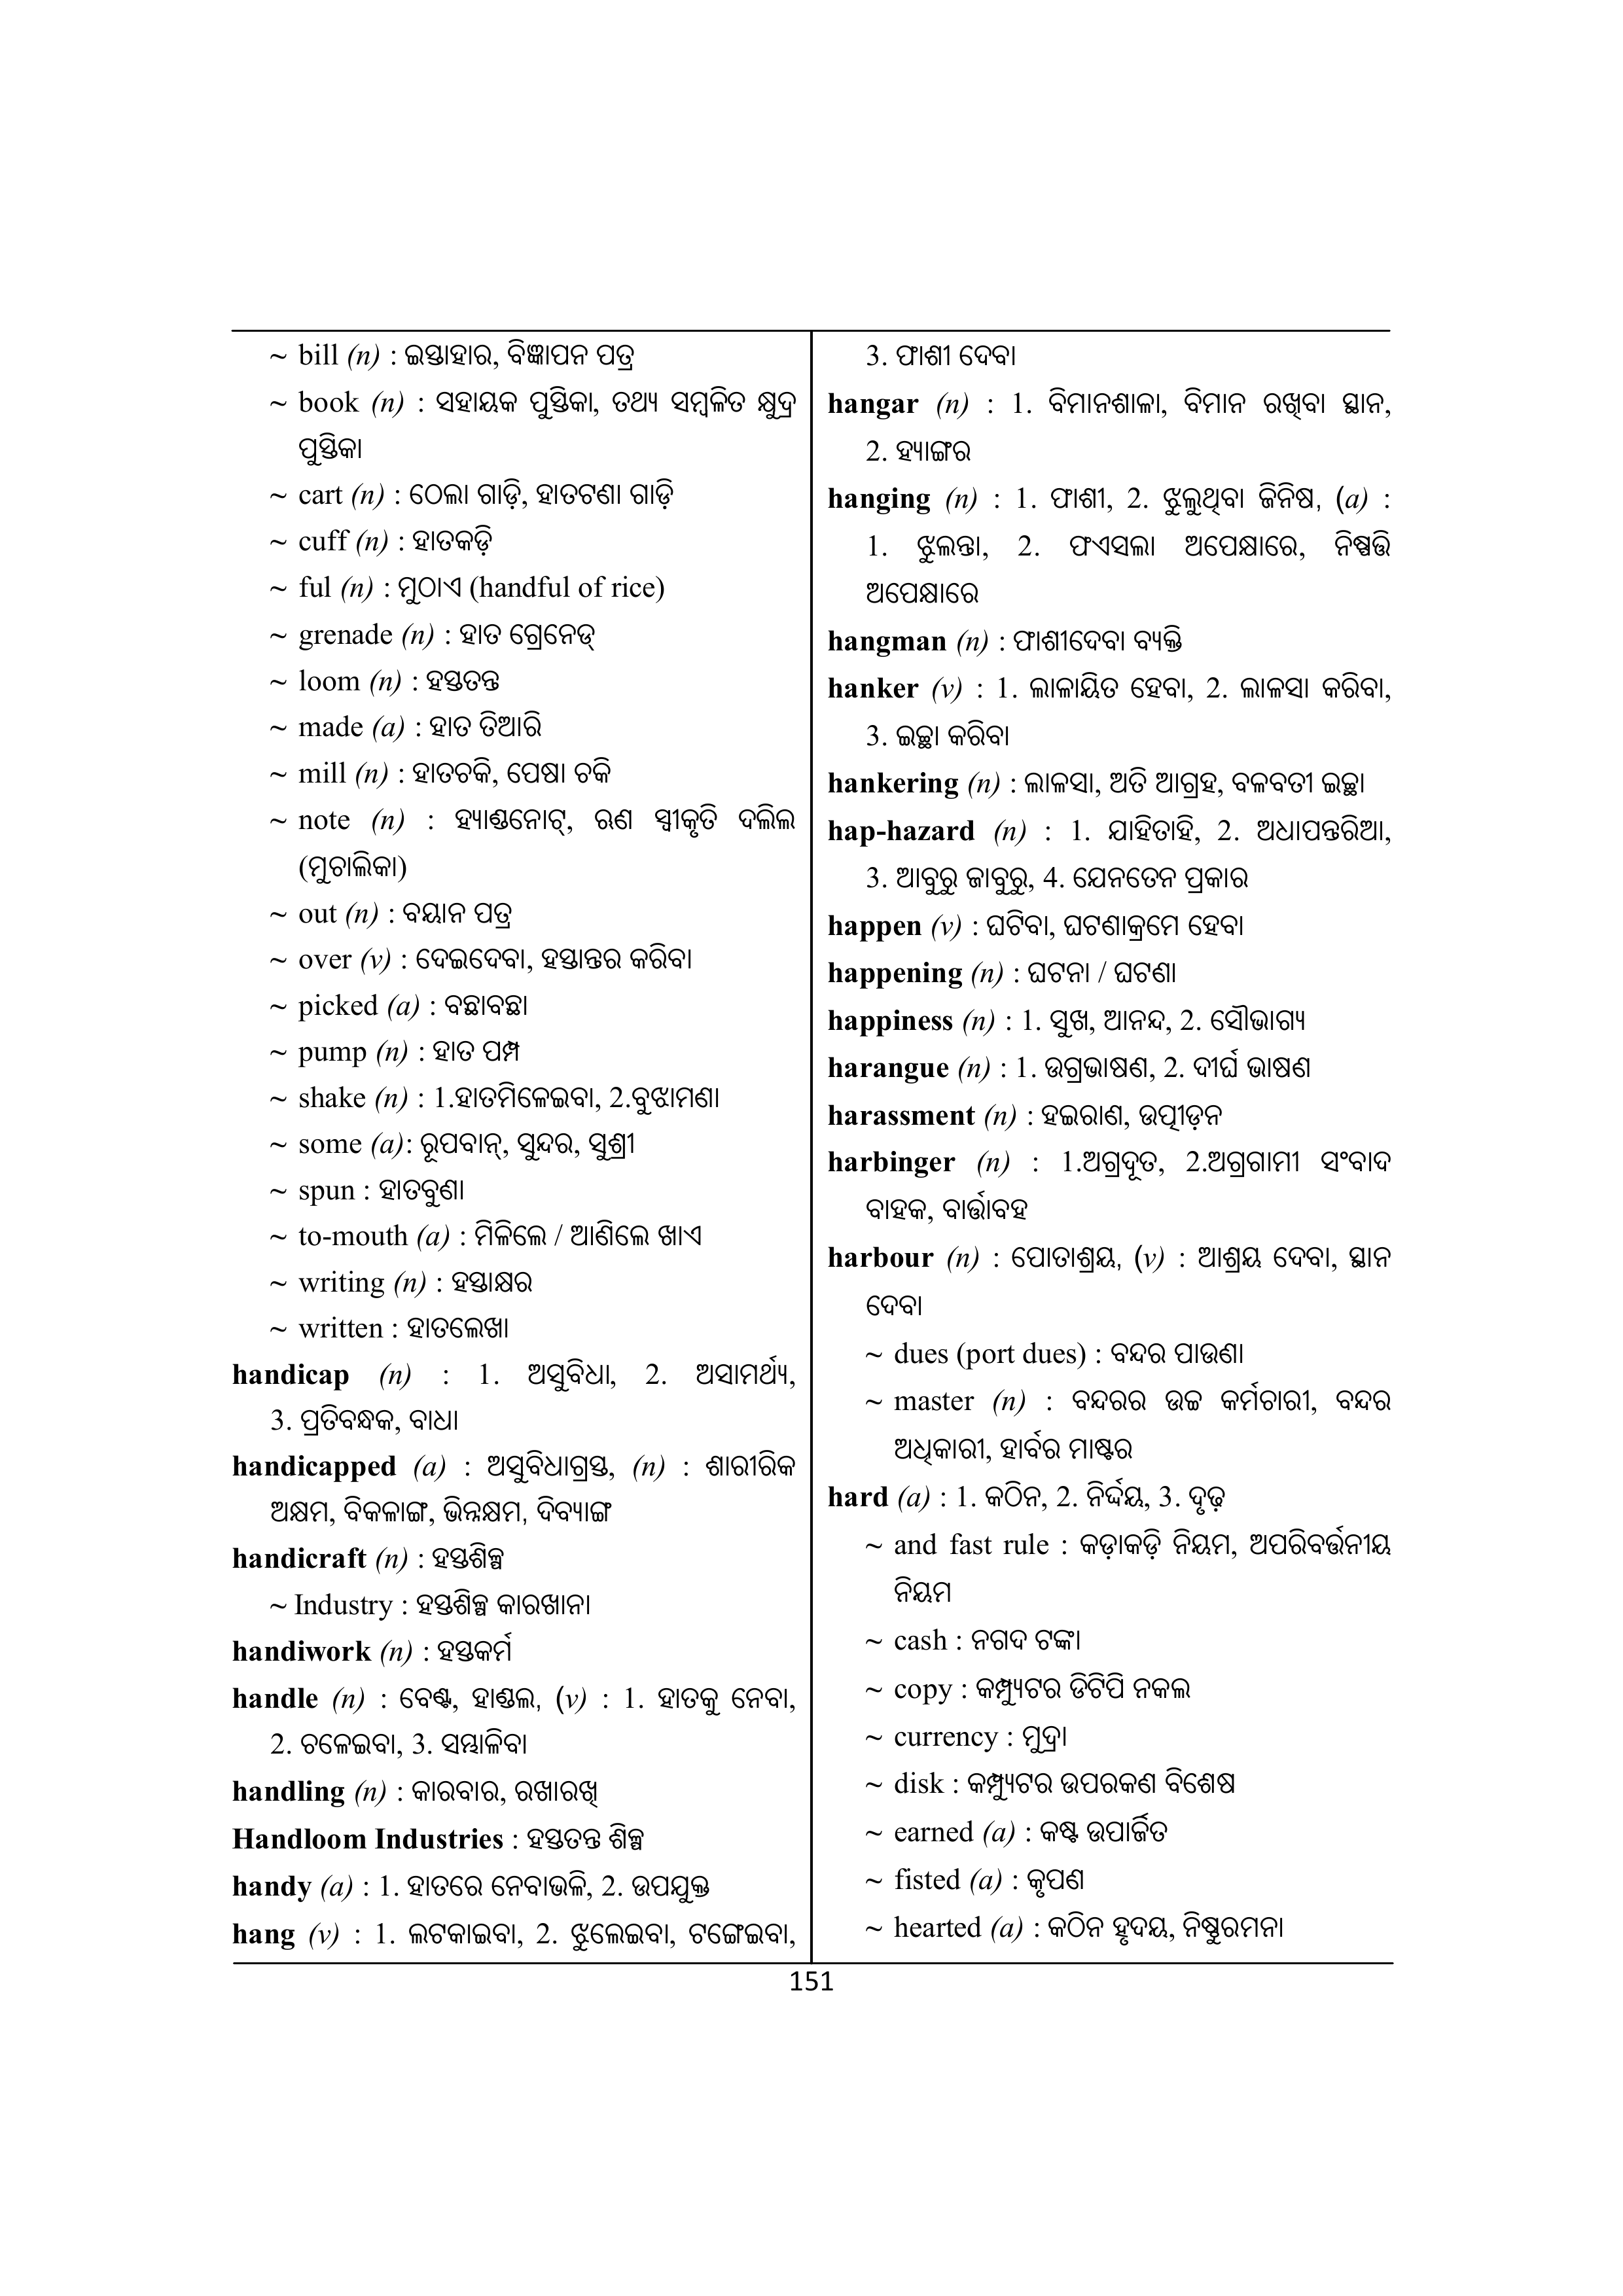 ~ bill (n) : ଇସ୍ତାହାର, ବିଜ୍ଞାପନ ପତ୍ର
~ book (n) : ସହାୟକ ପୁସ୍ତିକା, ତଥ୍ୟ ସମ୍ବଳିତ କ୍ଷୁଦ୍ର
ପୁସ୍ତିକା
~ cart (n) : ଠେଲା ଗାଡ଼ି, ହାତଟଣା ଗାଡ଼ି
~ cuff (n) : ହାତକଡ଼ି
~ ful (n) : ମୁଠାଏ (handful of rice)
~ grenade (n) : ହାତ ଗ୍ରେନେଡ୍
~ loom (n) : ହସ୍ତତନ୍ତ
~ made (a) : ହାତ ତିଆରି
~ mill (n) : ହାତଚକି, ପେଷା ଚକି
~ note (n) : ହ୍ୟାଣ୍ଡନୋଟ୍, ଋଣ ସ୍ୱୀକୃତି ଦଲିଲ
(ମୁଚାଲିକା)
~ out (n) : ବୟାନ ପତ୍ର
~ over (v) : ଦେଇଦେବା, ହସ୍ତାନ୍ତର କରିବା
~ picked (a) : ବଛାବଛା
~ pump (n) : ହାତ ପମ୍ପ
~ shake (n) : 1.ହାତମିଳେଇବା, 2.ବୁଝାମଣା
~ some (a): ରୂପବାନ୍, ସୁନ୍ଦର, ସୁଶ୍ରୀ
~ spun : ହାତବୁଣା
~ to-mouth (a) : ମିଳିଲେ / ଆଣିଲେ ଖାଏ
~ writing (n) : ହସ୍ତାକ୍ଷର
~ written : ହାତଲେଖା
handicap (n) : 1. ଅସୁବିଧା, 2. ଅସାମର୍ଥ୍ୟ,
3. ପ୍ରତିବନ୍ଧକ, ବାଧା
handicapped (a) : ଅସୁବିଧାଗ୍ରସ୍ତ, (n) : ଶାରୀରିକ
ଅକ୍ଷମ, ବିକଳାଙ୍ଗ, ଭିନ୍ନକ୍ଷମ, ଦିବ୍ୟାଙ୍ଗ
handicraft (n) : ହସ୍ତଶିଳ୍ପ
~ Industry : ହସ୍ତଶିଳ୍ପ କାରଖାନା
handiwork (n) : ହସ୍ତକର୍ମ
handle (n) : ବେଣ୍ଟ, ହାଣ୍ଡଲ, (v) : 1. ହାତକୁ ନେବା,
2. ଚଳେଇବା, 3. ସମ୍ଭାଳିବା
handling (n) : କାରବାର, ରଖାରଖି
Handloom Industries : ହସ୍ତତନ୍ତ ଶିଳ୍ପ
handy (a) : 1. ହାତରେ ନେବାଭଳି, 2. ଉପଯୁକ୍ତ
hang (v) : 1. ଲଟକାଇବା, 2. ଝୁଲେଇବା, ଟଙ୍ଗେଇବା,
3. ଫାଶୀ ଦେବା
hangar (n) : 1. ବିମାନଶାଳା, ବିମାନ ରଖିବା ସ୍ଥାନ,
2. ହ୍ୟାଙ୍ଗର
hanging (n) : 1. ଫାଶୀ, 2. ଝୁଲୁଥିବା ଜିନିଷ, (a) :
1. ଝୁଲନ୍ତା, 2. ଫଏସଲା ଅପେକ୍ଷାରେ, ନିଷ୍ପତ୍ତି
ଅପେକ୍ଷାରେ
hangman (n) : ଫାଶୀଦେବା ବ୍ୟକ୍ତି
hanker (v) : 1. ଲାଳାୟିତ ହେବା, 2. ଲାଳସା କରିବା,
3. ଇଚ୍ଛା କରିବା
hankering (n) : ଲାଳସା, ଅତି ଆଗ୍ରହ, ବଳବତୀ ଇଚ୍ଛା
hap-hazard (n) : 1. ଯାହିତାହି, 2. ଅଧାପନ୍ତରିଆ,
3. ଆବୁରୁ ଜାବୁରୁ, 4. ଯେନତେନ ପ୍ରକାର
happen (v) : ଘଟିବା, ଘଟଣାକ୍ରମେ ହେବା
happening (n) : ଘଟନା / ଘଟଣା
happiness (n) : 1. ସୁଖ, ଆନନ୍ଦ, 2. ସୌଭାଗ୍ୟ
harangue (n) : 1. ଉଗ୍ରଭାଷଣ, 2. ଦୀର୍ଘ ଭାଷଣ
harassment (n) : ହଇରାଣ, ଉତ୍ପୀଡ଼ନ
harbinger (n) : 1.ଅଗ୍ରଦୂତ, 2.ଅଗ୍ରଗାମୀ ସଂବାଦ
ବାହକ, ବାର୍ତ୍ତାବହ
harbour (n) : ପୋତାଶ୍ରୟ, (v) : ଆଶ୍ରୟ ଦେବା, ସ୍ଥାନ
ଦେବା
~ dues (port dues) : ବନ୍ଦର ପାଉଣା
~ master (n) : ବନ୍ଦରର ଉଚ୍ଚ କର୍ମଚାରୀ, ବନ୍ଦର
ଅଧିକାରୀ, ହାର୍ବର ମାଷ୍ଟର
hard (a) : 1. କଠିନ, 2. ନିର୍ଦ୍ଦୟ, 3. ଦୃଢ଼
~ and fast rule : କଡ଼ାକଡ଼ି ନିୟମ, ଅପରିବର୍ତ୍ତନୀୟ
ନିୟମ
~ cash : ନଗଦ ଟଙ୍କା
~ copy : କମ୍ପ୍ୟୁଟର ଡିଟିପି ନକଲ
~ currency : ମୁଦ୍ରା
~ disk : କମ୍ପ୍ୟୁଟର ଉପରକଣ ବିଶେଷ
~ earned (a) : କଷ୍ଟ ଉପାର୍ଜିତ
~ fisted (a) : କୃପଣ
~ hearted (a) : କଠିନ ହୃଦୟ, ନିଷ୍ଠୁରମନା
151